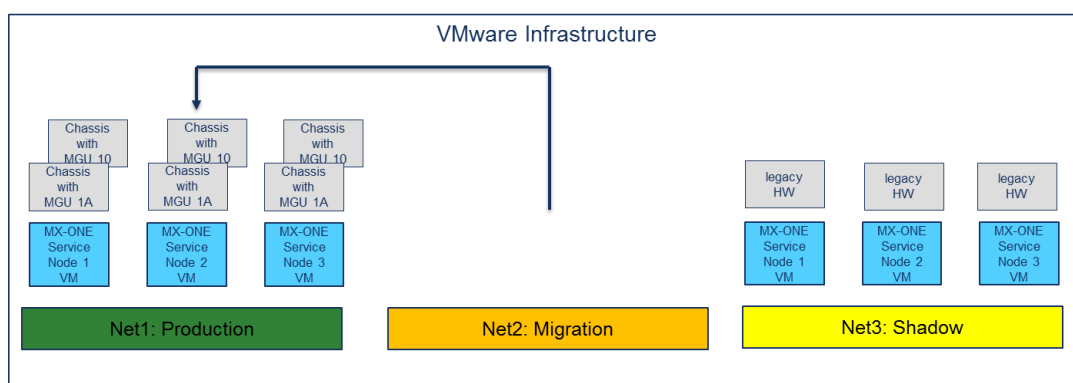 VMware Infrastructure
Chassis
with
MGU 10
Chassis
with
MGU 10
Chassis
with
MGU 10
Chassis
with
MGU 1A
Chassis
with
MGU 1A
Chassis
with
MGU 1A
legacy
HW
legacy
HW
legacy
HW
MX-ONE
Service
Node 1
VM
MX-ONE
Service
Node 2
VM
MX-ONE
Service
Node 3
VM
MX-ONE
Service
Node 1
VM
MX-ONE
Service
Node 2
VM
MX-ONE
Service
Node 3
VM
Net1: Production
Net2: Migration
Net3: Shadow